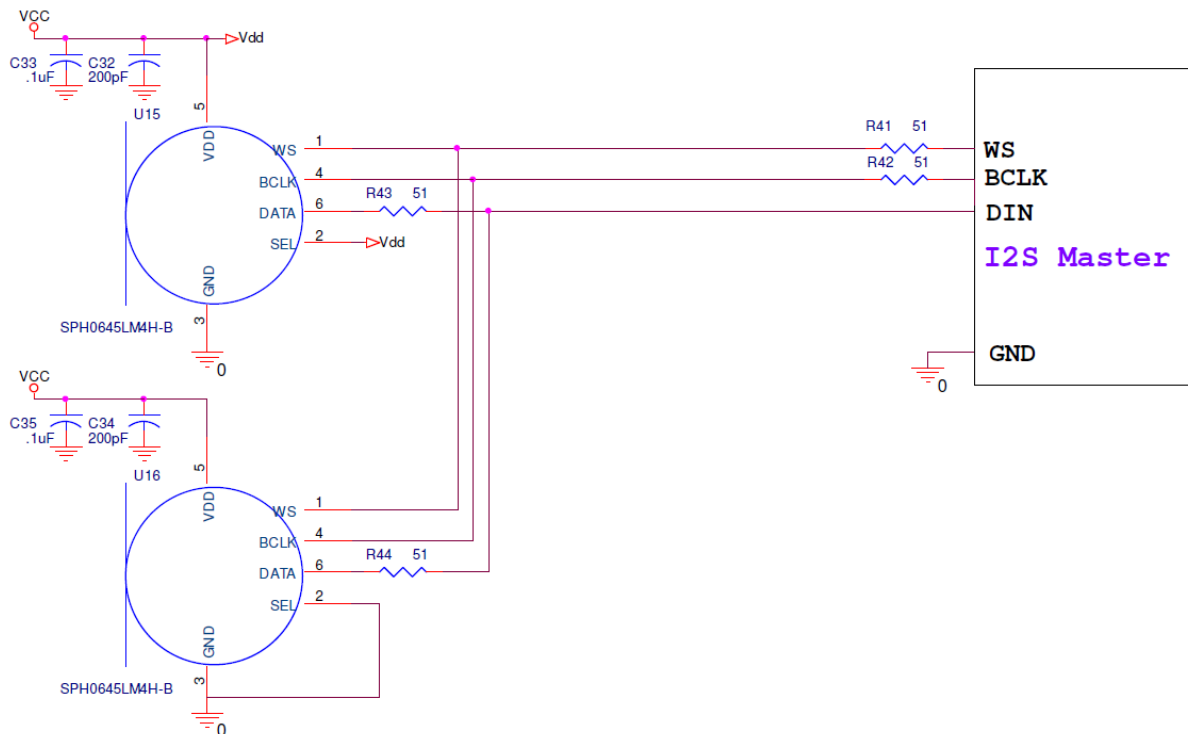 VCC
Vdd
C33
.1uF
C32
200pF
U15
5
VDD
WS
1
BCLK
4
DATA
6
SEL
2
GND
3
0
R43 51
Vdd
SPH0645LM4H-B
R41 51
R42 51
WS
BCLK
DIN
I2S Master
GND
0
VCC
C35
.1uF
C34
200pF
U16
5
VDD
WS
1
BCLK
4
DATA
6
SEL
2
GND
3
0
R44 51
SPH0645LM4H-B